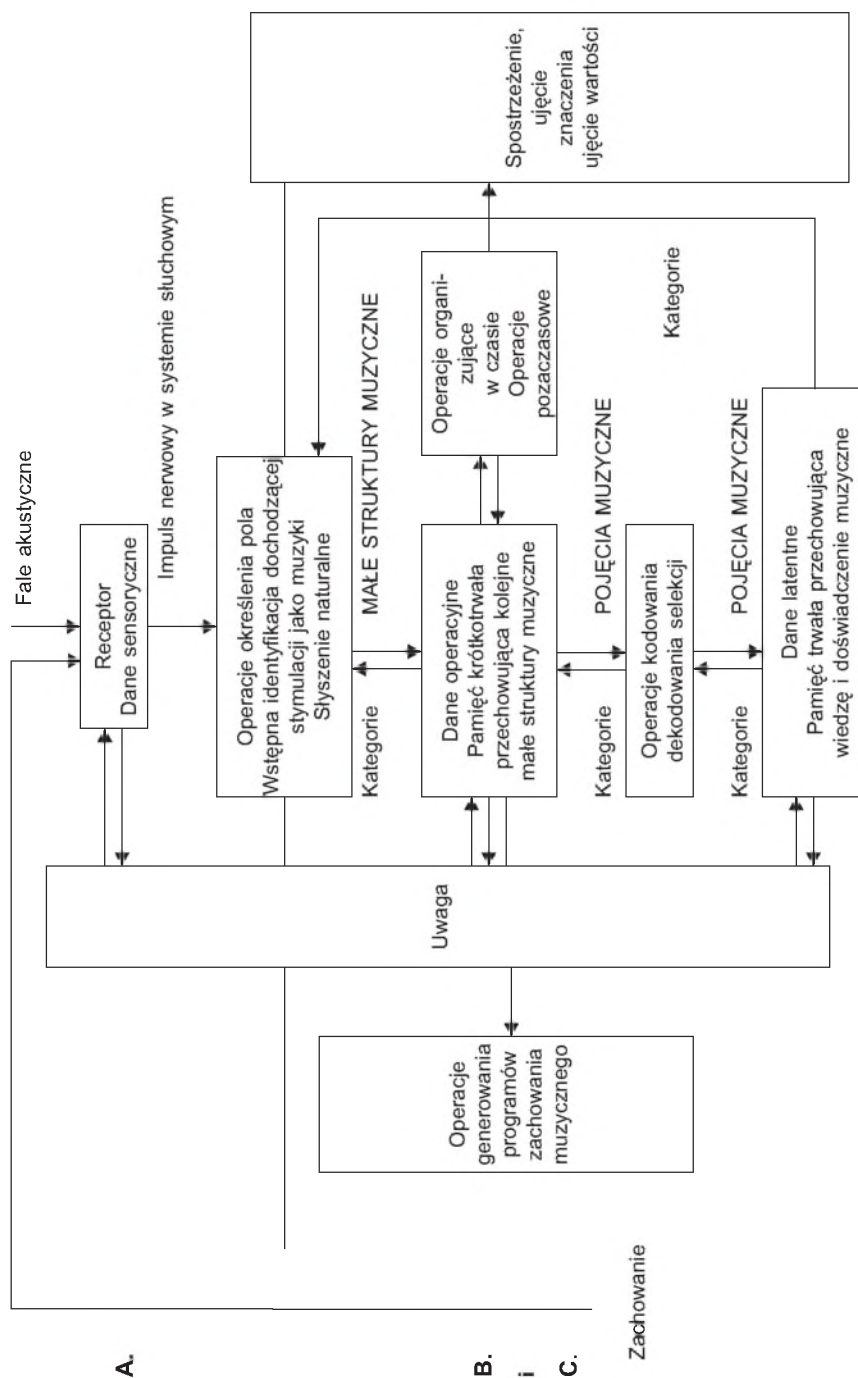 Fale akustyczne
A.
Receptor
Dane sensoryczne
Impuls nerwowy w systemie słuchowym
Operacje określenia pola
Wstępna identyfikacja dochodzącej
stymulacji jako muzyki
Słyszenie naturalne
Kategorie
MAŁE STRUKTURY MUZYCZNE
B.
i
C.
Operacje
generowania
programów
zachowania
muzycznego
Uwaga
Dane operacyjne
Pamięć krótkotrwała
przechowująca kolejne
małe struktury muzyczne
Operacje organi-
zujące
w czasie
Operacje
pozaczasowe
Spostrzeżenie,
ujęcie
znaczenia
ujęcie wartości
Kategorie
POJĘCIA MUZYCZNE
Zachowanie
Operacje kodowania
dekodowania selekcji
Kategorie
Kategorie
POJĘCIA MUZYCZNE
Dane latentne
Pamięć trwała przechowująca
wiedzę i doświadczenie muzyczne